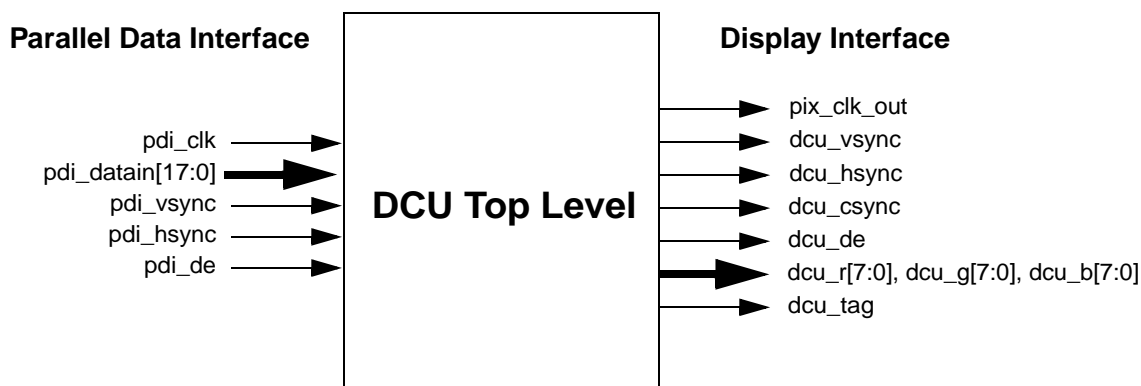 Parallel Data Interface
pdi_clk
pdi_datain[17:0]
pdi_vsync
pdi_hsync
pdi_de
DCU Top Level
Display Interface
pix_clk_out
dcu_vsync
dcu_hsync
dcu_csync
dcu_de
dcu_r[7:0], dcu_g[7:0], dcu_b[7:0]
dcu_tag